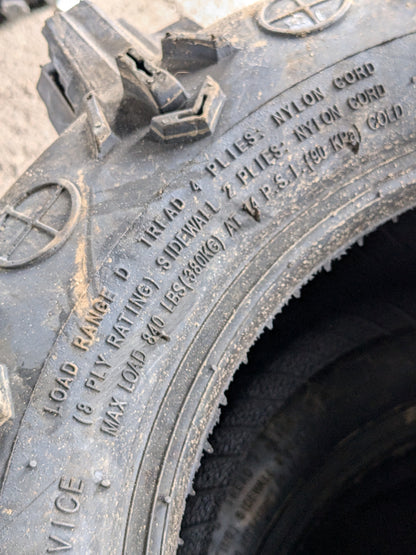 LOAD RANGE D TREAD 4 PLIES: NYLON CORD
(8 PLY RATING) SIDEWALL 2 PLIES: NYLON CORD
MAX LOAD 840 LBS(380KG) AT 14 P.S.I.(90 KPa) COLD
VICE